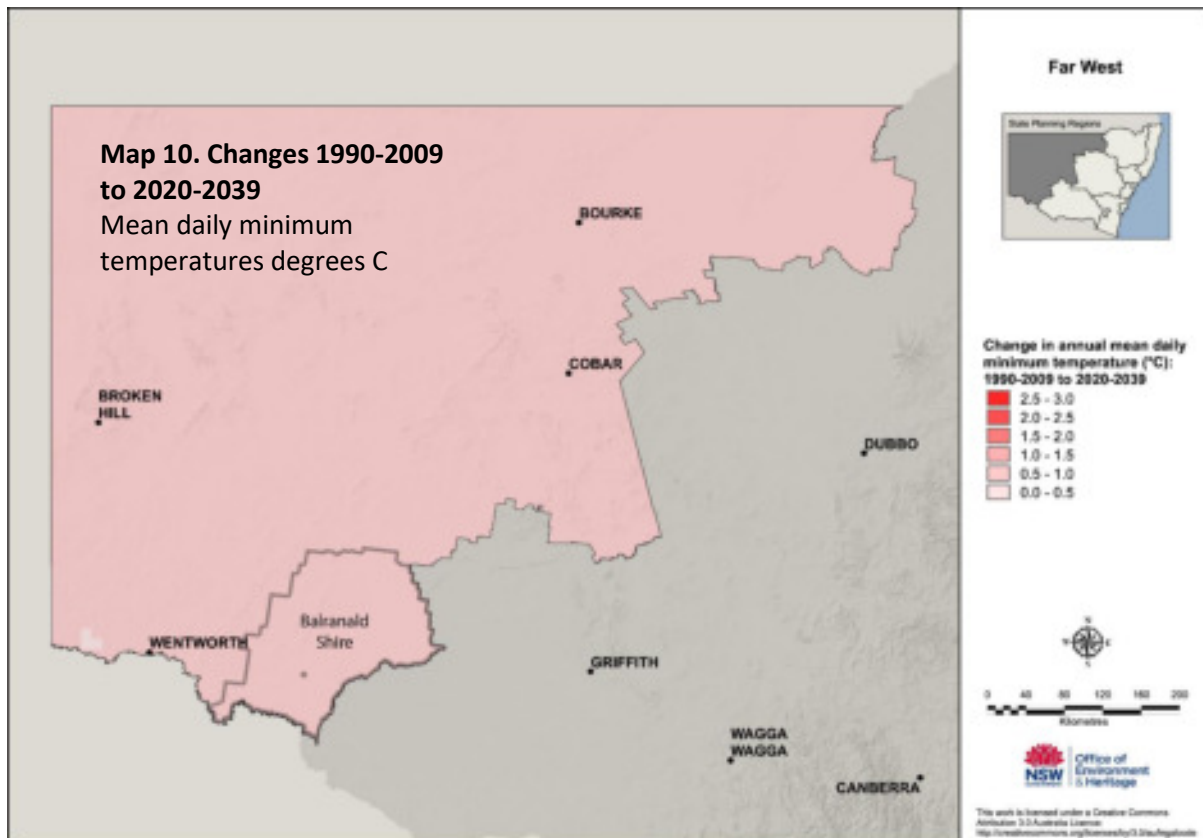 Map 10. Changes 1990-2009
to 2020-2039
Mean daily minimum
temperatures degrees C
BOURKE
COBAR
BROKEN
HILL
DUBBO
WENTWORTH
Balranald
Shire
GRIFFITH
WAGGA
WAGGA
CANBERRA
Far West
State Planning Regions
Change in annual mean daily
minimum temperature (°C):
1990-2009 to 2020-2039
2.5 - 3.0
2.0 - 2.5
1.5 - 2.0
1.0 - 1.5
0.5 - 1.0
0.0 - 0.5
N
W E
S
0 40 80 120 160 200
Kilometres
NSW
Office of
Environment
& Heritage
This work is licensed under a Creative Commons
Attribution 3.0 Australia Licence